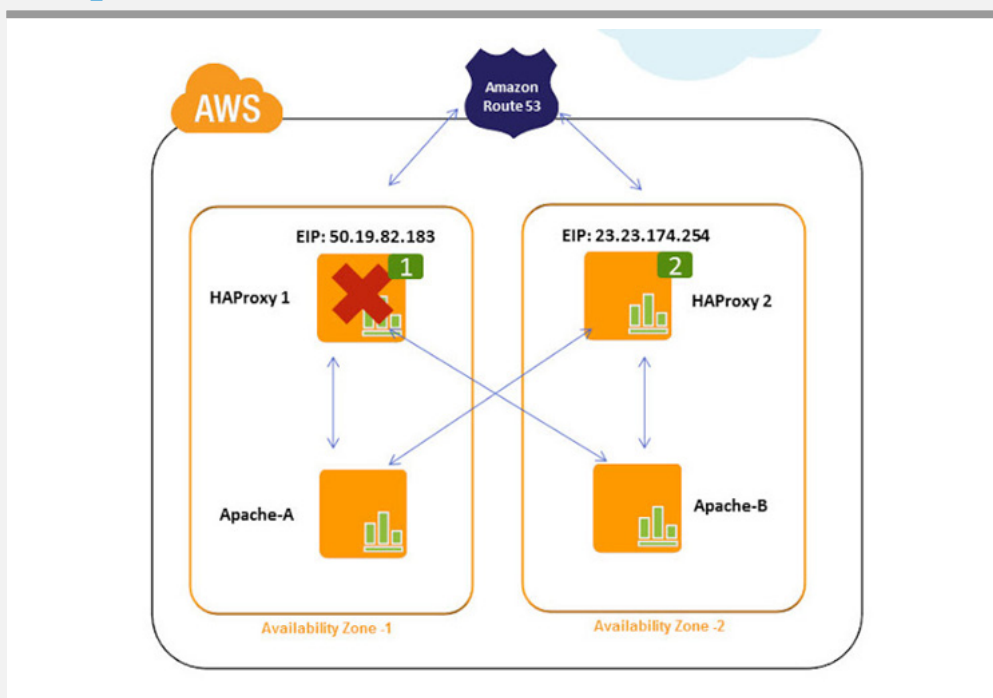 Amazon
Route 53
AWS
EIP: 50.19.82.183
EIP: 23.23.174.254
1
2
HAProxy 1
HAProxy 2
Apache-A
Apache-B
Availability Zone -1
Availability Zone -2